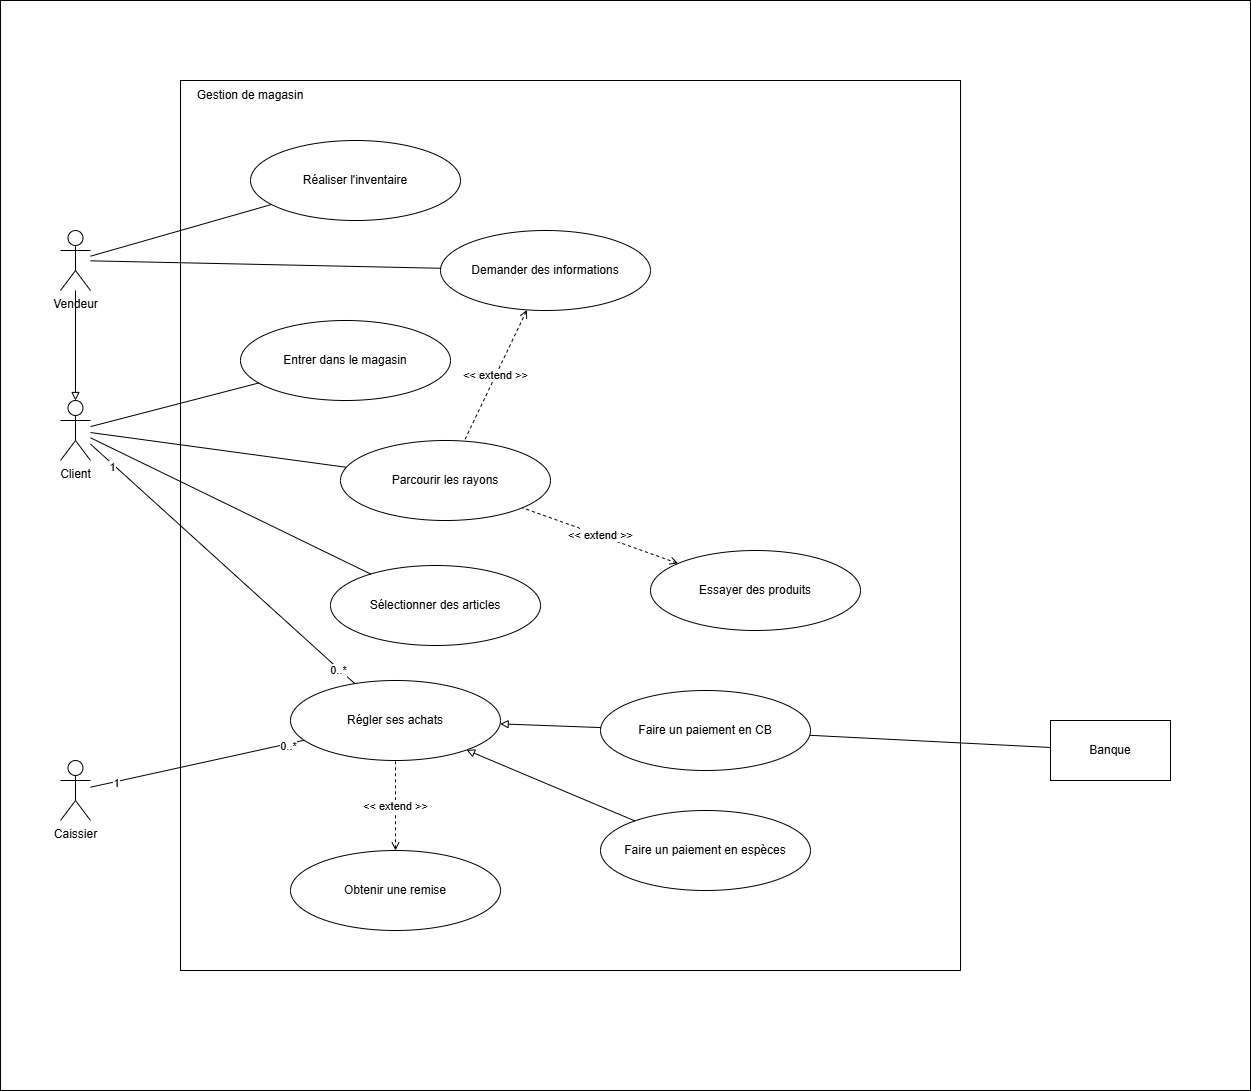 Gestion de magasin
Réaliser l'inventaire
Vendeur
Demander des informations
Entrer dans le magasin
<< extend >>
Client
1
Parcourir les rayons
<< extend >>
Essayer des produits
Sélectionner des articles
0..*
Régler ses achats
Faire un paiement en CB
Banque
0..*
1
Caissier
<< extend >>
Faire un paiement en espèces
Obtenir une remise